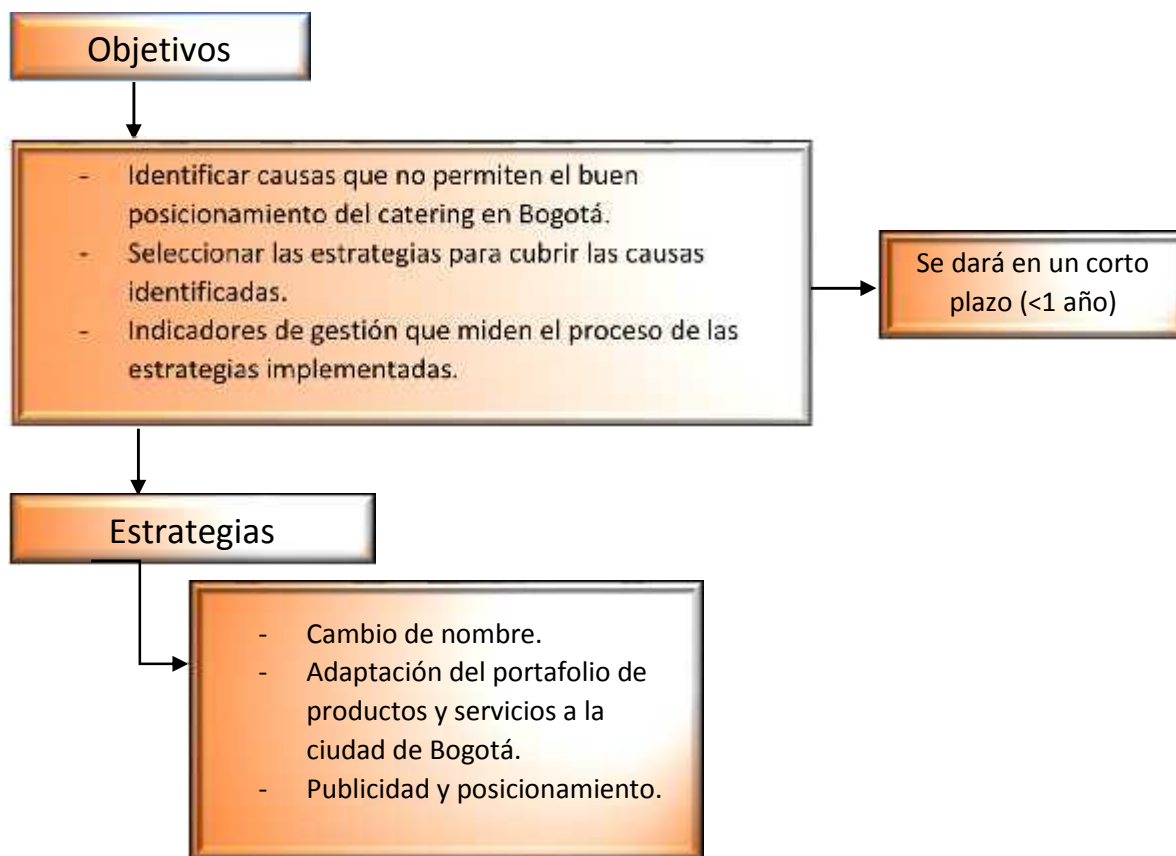 Objetivos
- Identificar causas que no permiten el buen
posicionamiento del catering en Bogotá.
- Seleccionar las estrategias para cubrir las causas
identificadas.
- Indicadores de gestión que miden el proceso de las
estrategias implementadas.
Se dará en un corto
plazo (<1 año)
Estrategias
- Cambio de nombre.
- Adaptación del portafolio de
productos y servicios a la
ciudad de Bogotá.
- Publicidad y posicionamiento.